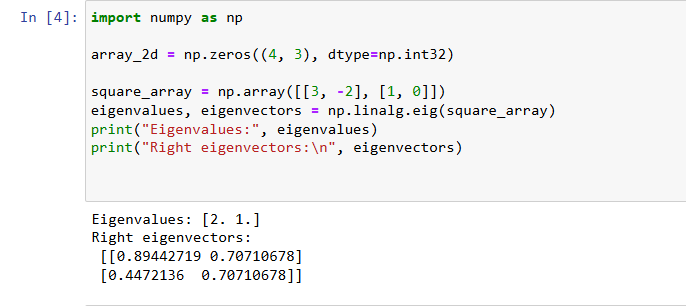 In [4]: import numpy as np
array_2d = np.zeros((4, 3), dtype=np.int32)
square_array = np.array([[3, -2], [1, 0]])
eigenvalues, eigenvectors = np.linalg.eig(square_array)
print("Eigenvalues:", eigenvalues)
print("Right eigenvectors:\n", eigenvectors)
Eigenvalues: [2. 1.]
Right eigenvectors:
[[0.89442719 0.70710678]
[0.4472136  0.70710678]]